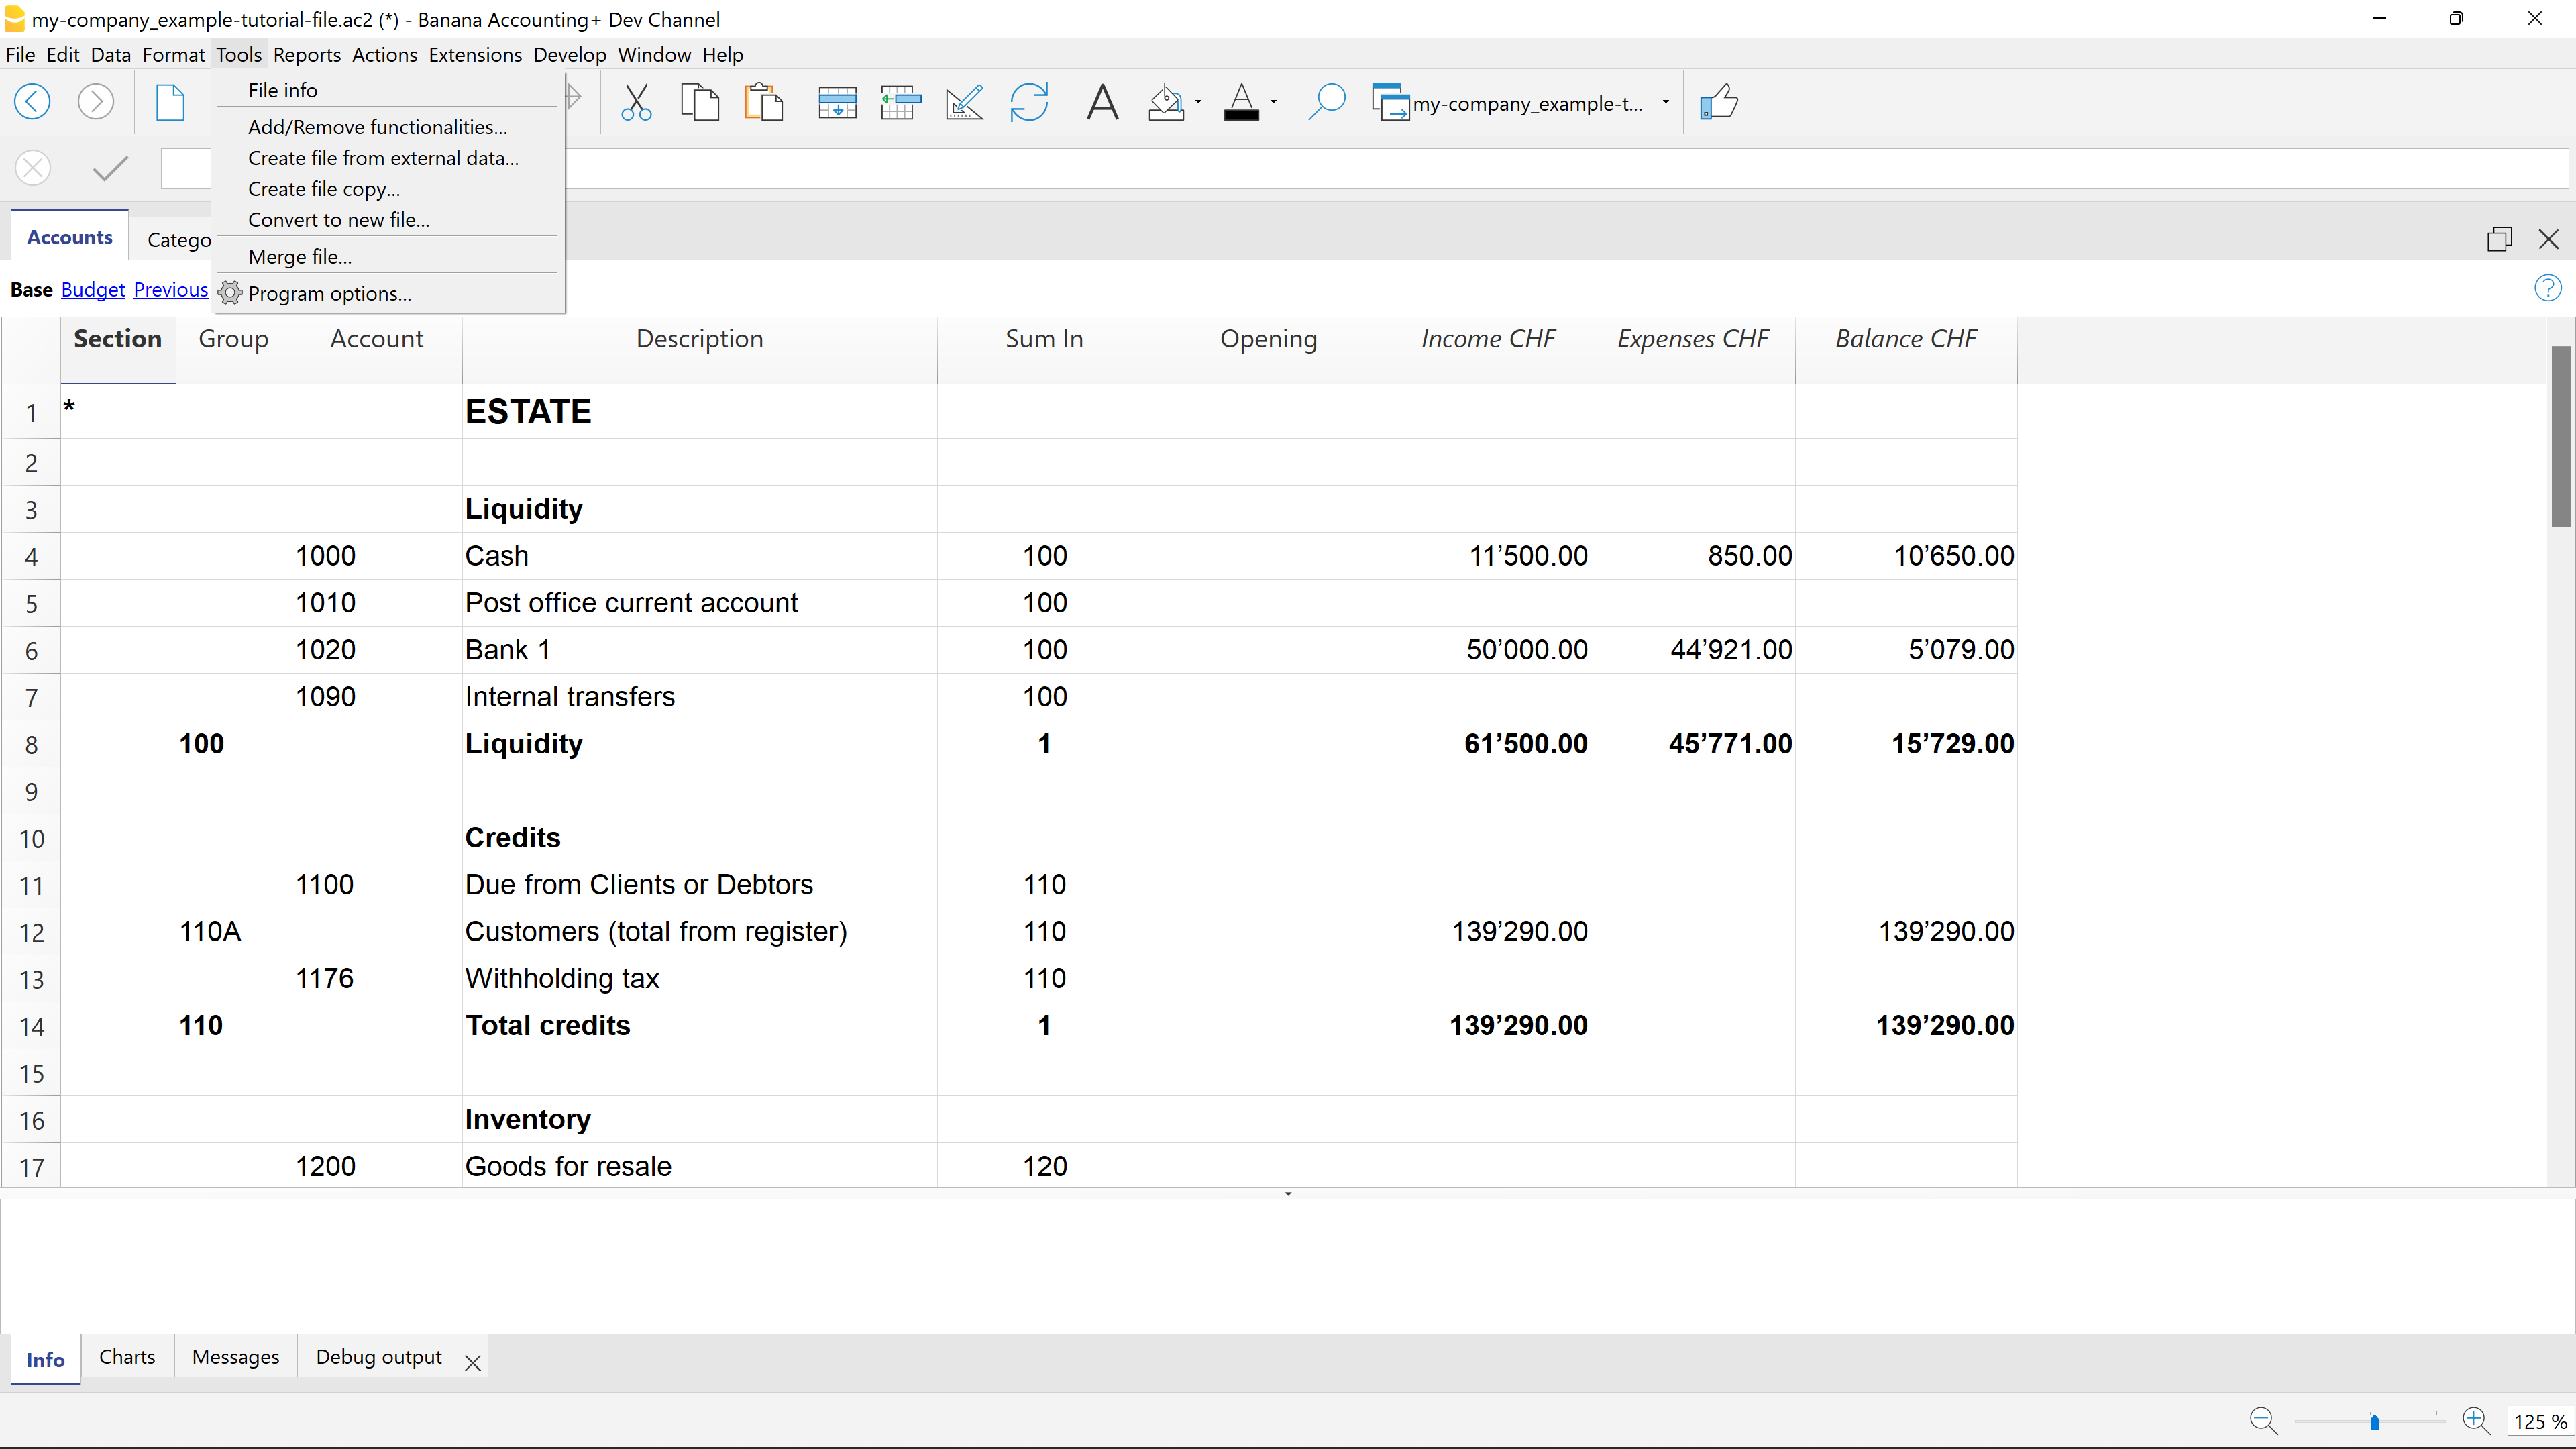 my-company_example-tutorial-file.ac2 (*) - Banana Accounting+ Dev Channel
File Edit Data Format Tools Reports Actions Extensions Develop Window Help
File info
Add/Remove functionalities...
Create file from external data...
Create file copy...
Convert to new file...
Merge file...
Program options...
my-company_example-t...
Accounts Catego
Base Budget Previous
Section Group Account Description Sum In Opening Income CHF Expenses CHF Balance CHF
1 * ESTATE
2
3 Liquidity
4 1000 Cash 100 11’500.00 850.00 10’650.00
5 1010 Post office current account 100
6 1020 Bank 1 100 50’000.00 44’921.00 5’079.00
7 1090 Internal transfers 100
8 100 Liquidity 1 61’500.00 45’771.00 15’729.00
9
10 Credits
11 1100 Due from Clients or Debtors 110
12 110A Customers (total from register) 110 139’290.00 139’290.00
13 1176 Withholding tax 110
14 110 Total credits 1 139’290.00 139’290.00
15
16 Inventory
17 1200 Goods for resale 120
Info Charts Messages Debug output
125 %